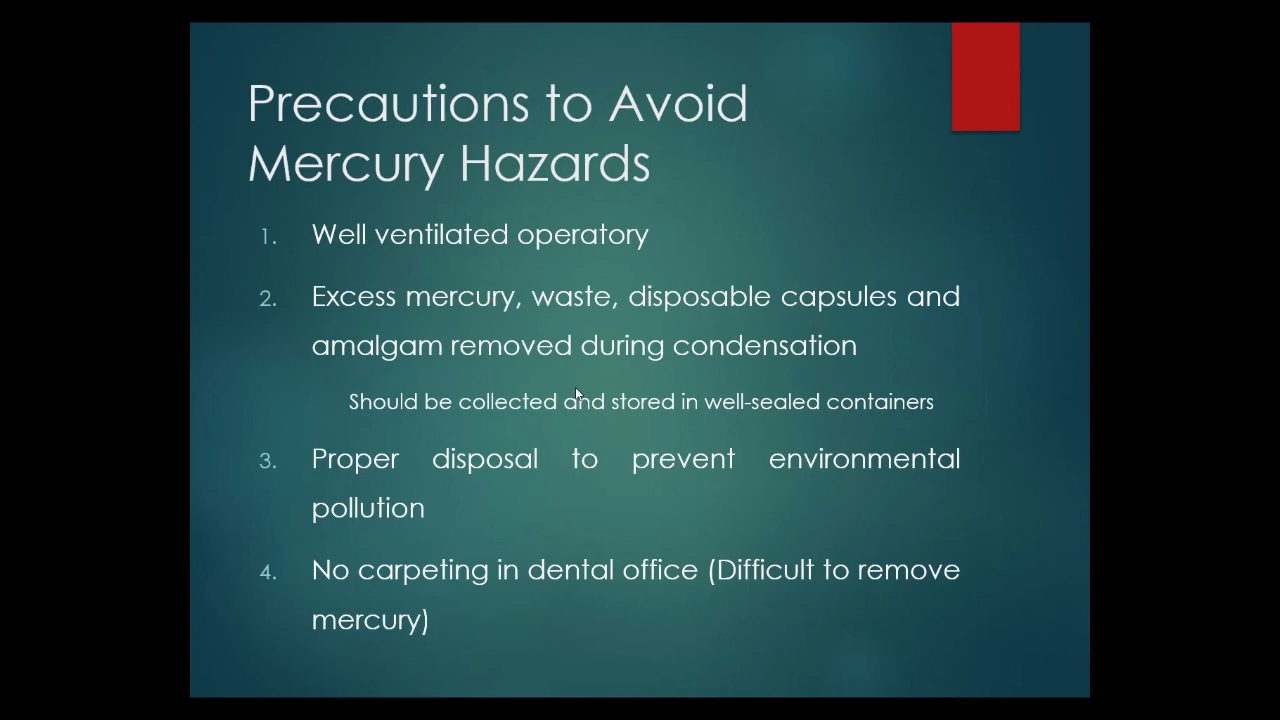 Precautions to Avoid
Mercury Hazards
1. Well ventilated operatory
2. Excess mercury, waste, disposable capsules and
amalgam removed during condensation
Should be collected and stored in well-sealed containers
3. Proper disposal to prevent environmental
pollution
4. No carpeting in dental office (Difficult to remove
mercury)